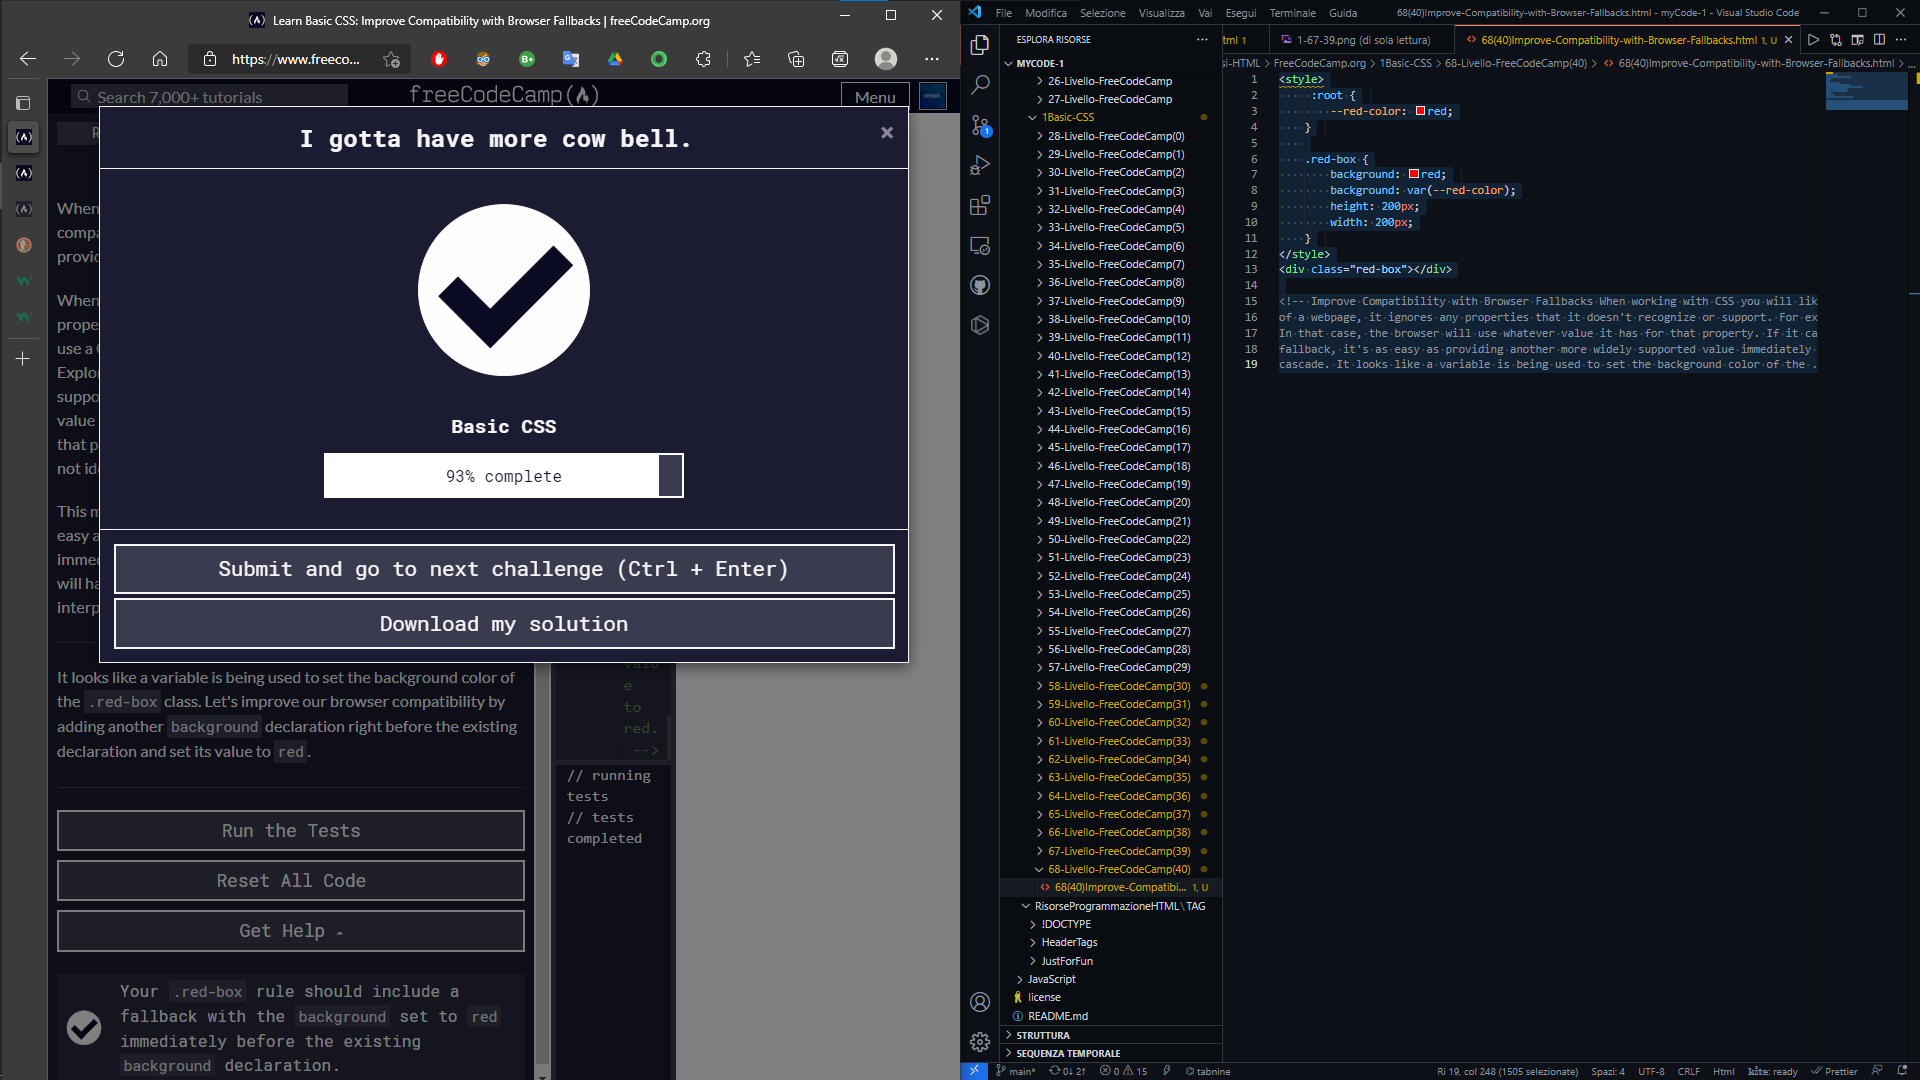 Learn Basic CSS: Improve Compatibility with Browser Fallbacks | freeCodeCamp.org
https://www.freeco...
Search 7,000+ tutorials
freeCodeCamp(🔥)
Menu
I gotta have more cow bell.
×
Basic CSS
93% complete
Submit and go to next challenge (Ctrl + Enter)
Download my solution
When
compa
provid
When
prope
use a
Explor
suppo
value
that p
not id
This m
easy a
immed
will ha
interp
It looks like a variable is being used to set the background color of
the .red-box class. Let's improve our browser compatibility by
adding another background declaration right before the existing
declaration and set its value to red.
Run the Tests
Reset All Code
Get Help
Your .red-box rule should include a
fallback with the background set to red
immediately before the existing
background declaration.
valu
e
to
red.
-->
// running
tests
// tests
completed
File Modifica Selezione Visualizza Vai Esegui Terminale Guida
68(40)Improve-Compatibility-with-Browser-Fallbacks.html - myCode-1 - Visual Studio Code
ESPLORA RISORSE
MYCODE-1
26-Livello-FreeCodeCamp
27-Livello-FreeCodeCamp
1Basic-CSS
28-Livello-FreeCodeCamp(0)
29-Livello-FreeCodeCamp(1)
30-Livello-FreeCodeCamp(2)
31-Livello-FreeCodeCamp(3)
32-Livello-FreeCodeCamp(4)
33-Livello-FreeCodeCamp(5)
34-Livello-FreeCodeCamp(6)
35-Livello-FreeCodeCamp(7)
36-Livello-FreeCodeCamp(8)
37-Livello-FreeCodeCamp(9)
38-Livello-FreeCodeCamp(10)
39-Livello-FreeCodeCamp(11)
40-Livello-FreeCodeCamp(12)
41-Livello-FreeCodeCamp(13)
42-Livello-FreeCodeCamp(14)
43-Livello-FreeCodeCamp(15)
44-Livello-FreeCodeCamp(16)
45-Livello-FreeCodeCamp(17)
46-Livello-FreeCodeCamp(18)
47-Livello-FreeCodeCamp(19)
48-Livello-FreeCodeCamp(20)
49-Livello-FreeCodeCamp(21)
50-Livello-FreeCodeCamp(22)
51-Livello-FreeCodeCamp(23)
52-Livello-FreeCodeCamp(24)
53-Livello-FreeCodeCamp(25)
54-Livello-FreeCodeCamp(26)
55-Livello-FreeCodeCamp(27)
56-Livello-FreeCodeCamp(28)
57-Livello-FreeCodeCamp(29)
58-Livello-FreeCodeCamp(30)
59-Livello-FreeCodeCamp(31)
60-Livello-FreeCodeCamp(32)
61-Livello-FreeCodeCamp(33)
62-Livello-FreeCodeCamp(34)
63-Livello-FreeCodeCamp(35)
64-Livello-FreeCodeCamp(36)
65-Livello-FreeCodeCamp(37)
66-Livello-FreeCodeCamp(38)
67-Livello-FreeCodeCamp(39)
68-Livello-FreeCodeCamp(40)
68(40)Improve-Compatibi... 1, U
RisorseProgrammazioneHTML\TAG
!DOCTYPE
HeaderTags
JustForFun
JavaScript
license
README.md
STRUTTURA
SEQUENZA TEMPORALE
tml 1
1-67-39.png (di sola lettura)
68(40)Improve-Compatibility-with-Browser-Fallbacks.html 1, U
si-HTML > FreeCodeCamp.org > 1Basic-CSS > 68-Livello-FreeCodeCamp(40) > 68(40)Improve-Compatibility-with-Browser-Fallbacks.html > ...
1 <style>
2 :root {
3 --red-color: red;
4 }
5
6 .red-box {
7 background: red;
8 background: var(--red-color);
9 height: 200px;
10 width: 200px;
11 }
12 </style>
13 <div class="red-box"></div>
14
15 <!-- Improve Compatibility with Browser Fallbacks When working with CSS you will lik
16 of a webpage, it ignores any properties that it doesn't recognize or support. For ex
17 In that case, the browser will use whatever value it has for that property. If it ca
18 fallback, it's as easy as providing another more widely supported value immediately
19 cascade. It looks like a variable is being used to set the background color of the .
main* 0↓ 2↑ 0 15 tabnine
Ri 19, col 248 (1505 selezionate) Spazi: 4 UTF-8 CRLF Html kite: ready Prettier